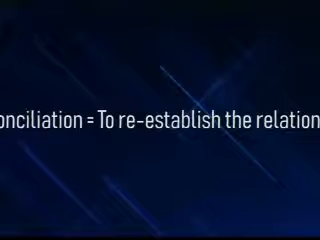 onciliation = To re-establish the relation